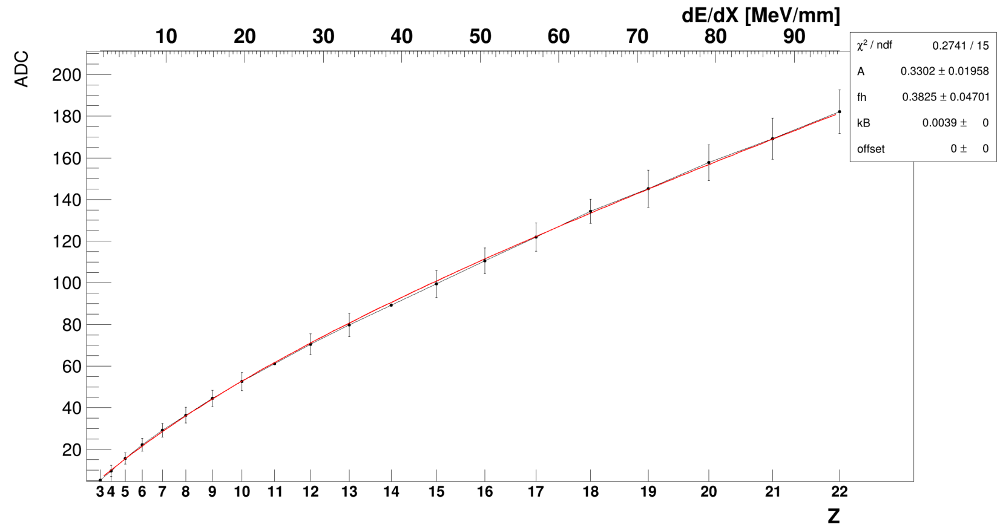 dE/dX [MeV/mm]
10 20 30 40 50 60 70 80 90
χ² / ndf 0.2741 / 15
A 0.3302 ± 0.01958
fh 0.3825 ± 0.04701
kB 0.0039 ± 0
offset 0 ± 0
ADC
200
180
160
140
120
100
80
60
40
20
3 4 5 6 7 8 9 10 11 12 13 14 15 16 17 18 19 20 21 22
Z